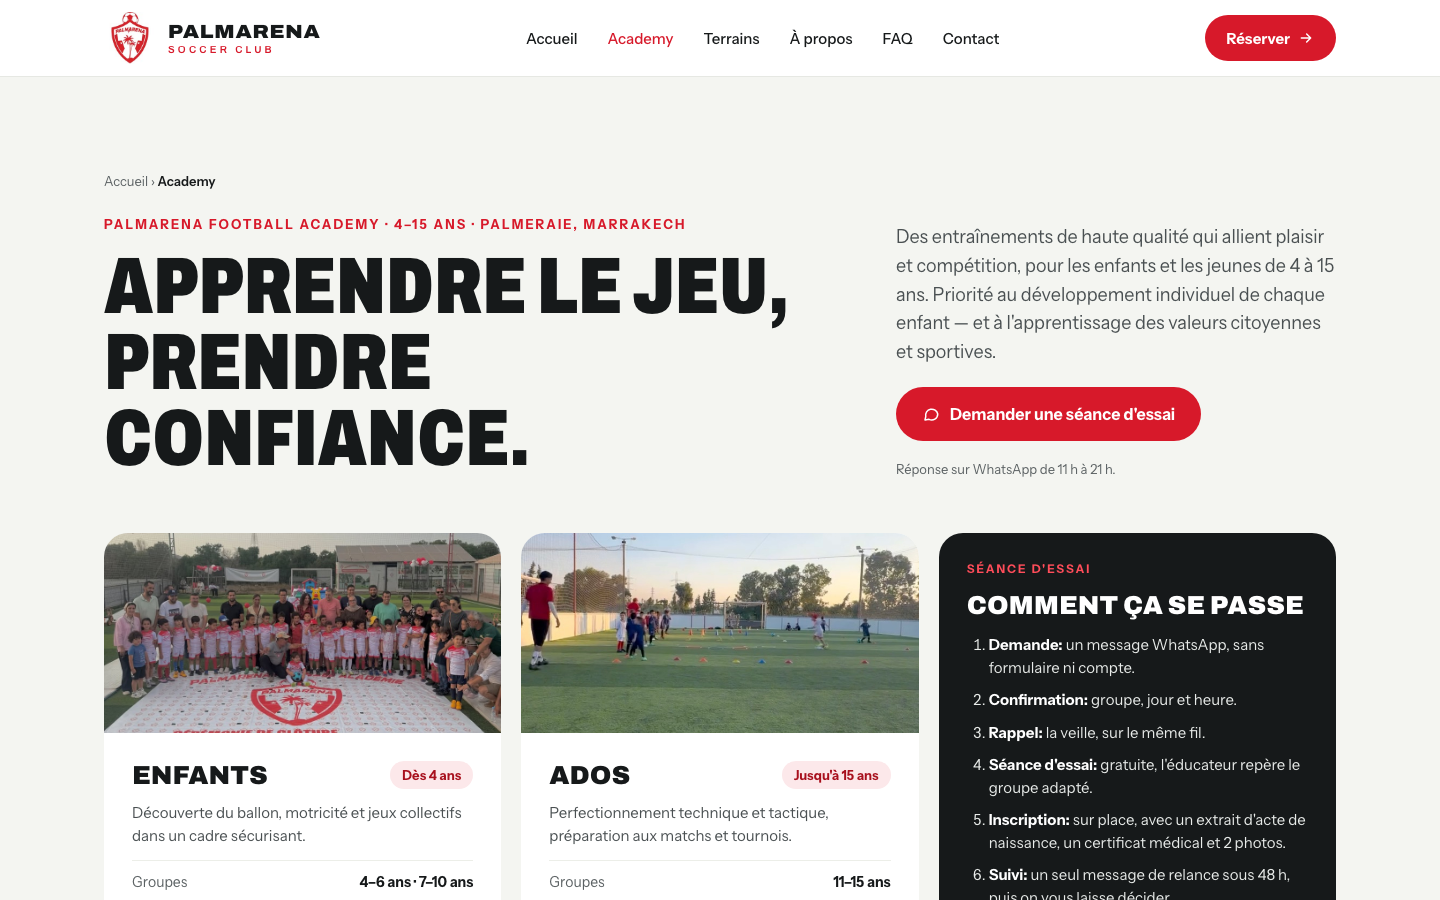 PALMARENA
SOCCER CLUB
Accueil
Academy
Terrains
À propos
FAQ
Contact
Réserver
Accueil › Academy
PALMARENA FOOTBALL ACADEMY · 4–15 ANS · PALMERAIE, MARRAKECH
APPRENDRE LE JEU,
PRENDRE
CONFIANCE.
Des entraînements de haute qualité qui allient plaisir
et compétition, pour les enfants et les jeunes de 4 à 15
ans. Priorité au développement individuel de chaque
enfant — et à l'apprentissage des valeurs citoyennes
et sportives.
Demander une séance d'essai
Réponse sur WhatsApp de 11 h à 21 h.
PALMARENA
ENFANTS
Dès 4 ans
Découverte du ballon, motricité et jeux collectifs
dans un cadre sécurisant.
Groupes
4–6 ans · 7–10 ans
ADOS
Jusqu'à 15 ans
Perfectionnement technique et tactique,
préparation aux matchs et tournois.
Groupes
11–15 ans
SÉANCE D'ESSAI
COMMENT ÇA SE PASSE
1. Demande: un message WhatsApp, sans
formulaire ni compte.
2. Confirmation: groupe, jour et heure.
3. Rappel: la veille, sur le même fil.
4. Séance d'essai: gratuite, l'éducateur repère le
groupe adapté.
5. Inscription: sur place, avec un extrait d'acte de
naissance, un certificat médical et 2 photos.
6. Suivi: un seul message de relance sous 48 h,
puis on vous laisse décider.